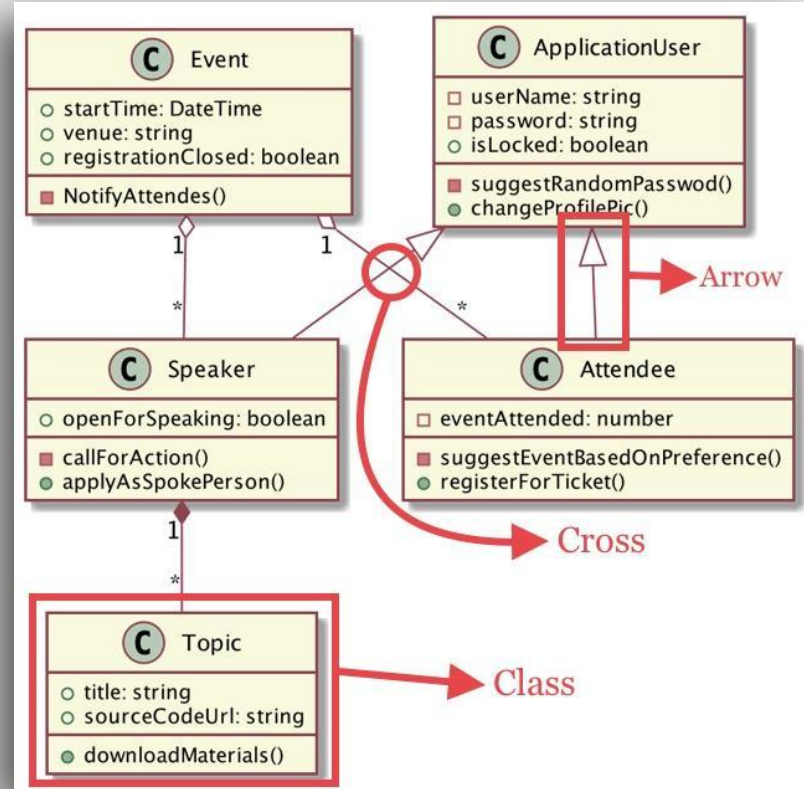 C Event
startTime: DateTime
venue: string
registrationClosed: boolean
NotifyAttendes()
C ApplicationUser
userName: string
password: string
isLocked: boolean
suggestRandomPasswod()
changeProfilePic()
1
1
*
*
Arrow
C Speaker
openForSpeaking: boolean
callForAction()
applyAsSpokePerson()
C Attendee
eventAttended: number
suggestEventBasedOnPreference()
registerForTicket()
1
*
Cross
C Topic
title: string
sourceCodeUrl: string
downloadMaterials()
Class